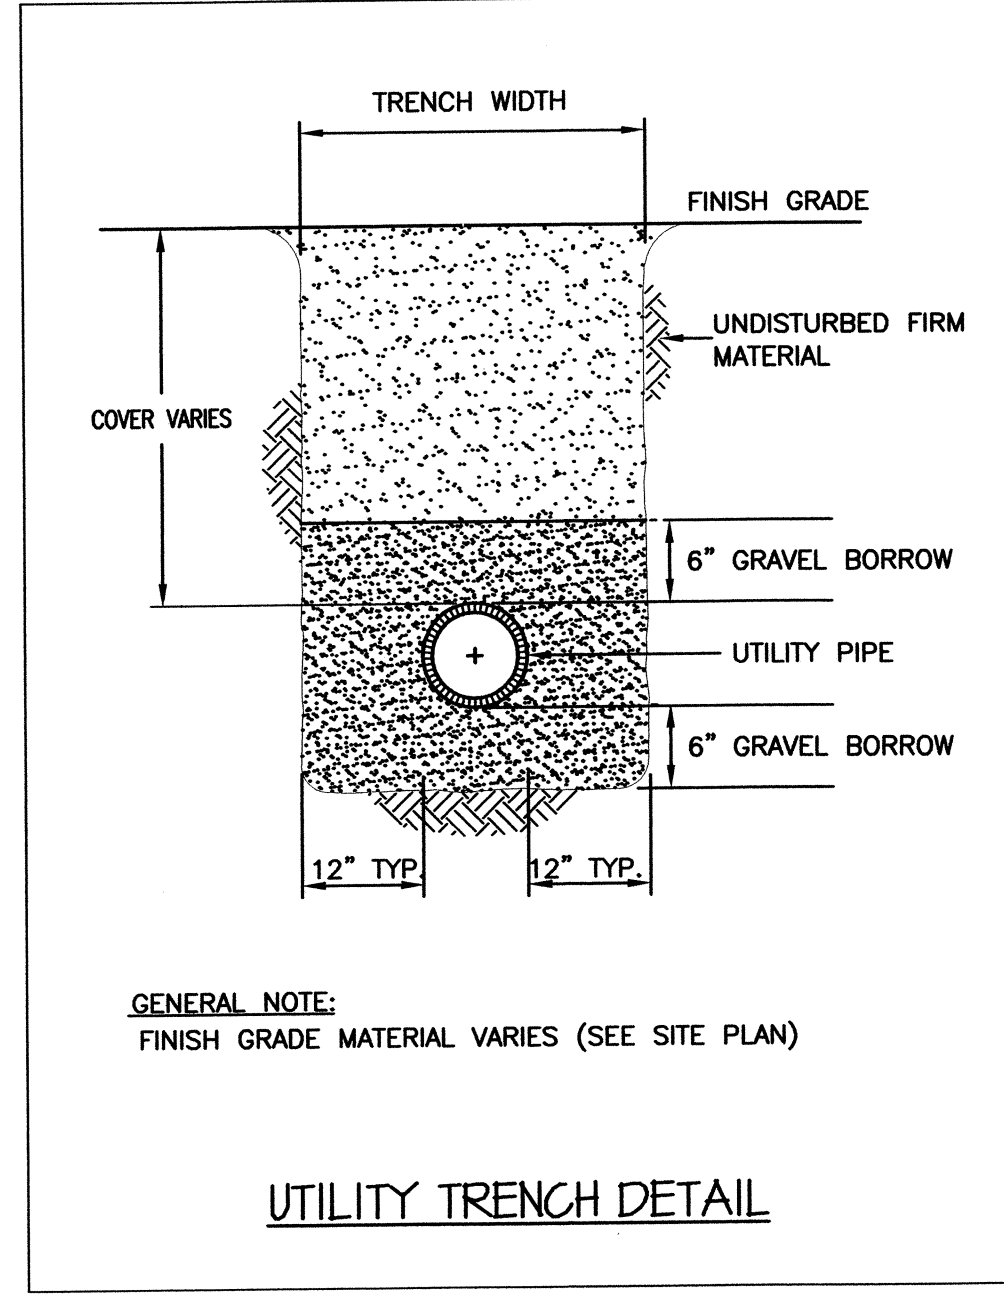 TRENCH WIDTH
FINISH GRADE
UNDISTURBED FIRM
MATERIAL
COVER VARIES
6" GRAVEL BORROW
UTILITY PIPE
6" GRAVEL BORROW
12" TYP. 12" TYP.
GENERAL NOTE:
FINISH GRADE MATERIAL VARIES (SEE SITE PLAN)
UTILITY TRENCH DETAIL